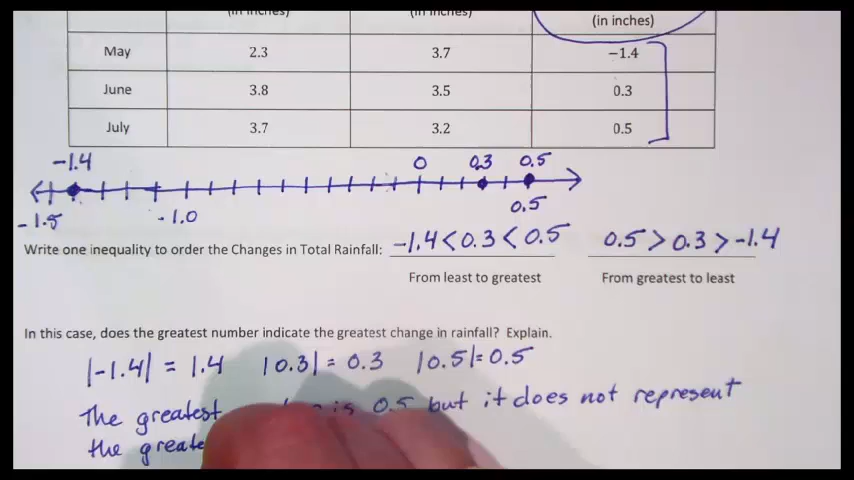 (in inches) (in inches) (in inches)
May 2.3 3.7 −1.4
June 3.8 3.5 0.3
July 3.7 3.2 0.5
-1.4 0 0.3 0.5
-1.5 -1.0 0.5
Write one inequality to order the Changes in Total Rainfall: -1.4<0.3<0.5 0.5>0.3>-1.4
From least to greatest From greatest to least
In this case, does the greatest number indicate the greatest change in rainfall? Explain.
|-1.4| = 1.4 |0.3| = 0.3 |0.5|=0.5
The greatest is 0.5 but it does not represent
the